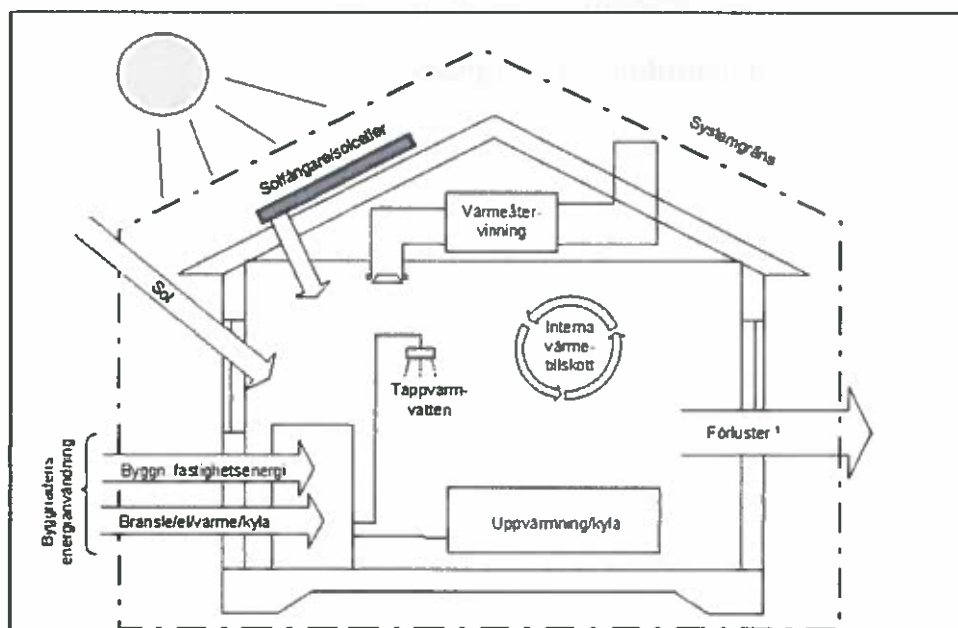 Solfångare/solceller
Systemgräns
Värmeåter-
vinning
Sol
Interna
värme-
tillskott
Tappvarm-
vatten
Förluster ¹
Byggnadens
energianvändning
Byggn fastighetsenergi
Bransle/el/värme/kyla
Uppvärmning/kyla